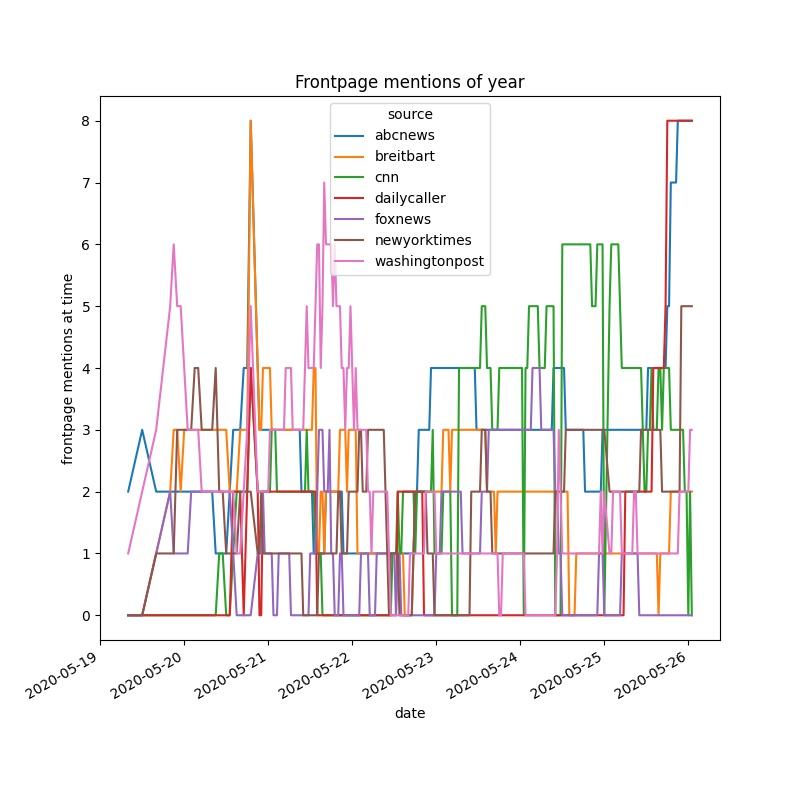 Frontpage mentions of year
source
abcnews
breitbart
cnn
dailycaller
foxnews
newyorktimes
washingtonpost
frontpage mentions at time
8
7
6
5
4
3
2
1
0
2020-05-19
2020-05-20
2020-05-21
2020-05-22
2020-05-23
2020-05-24
2020-05-25
2020-05-26
date